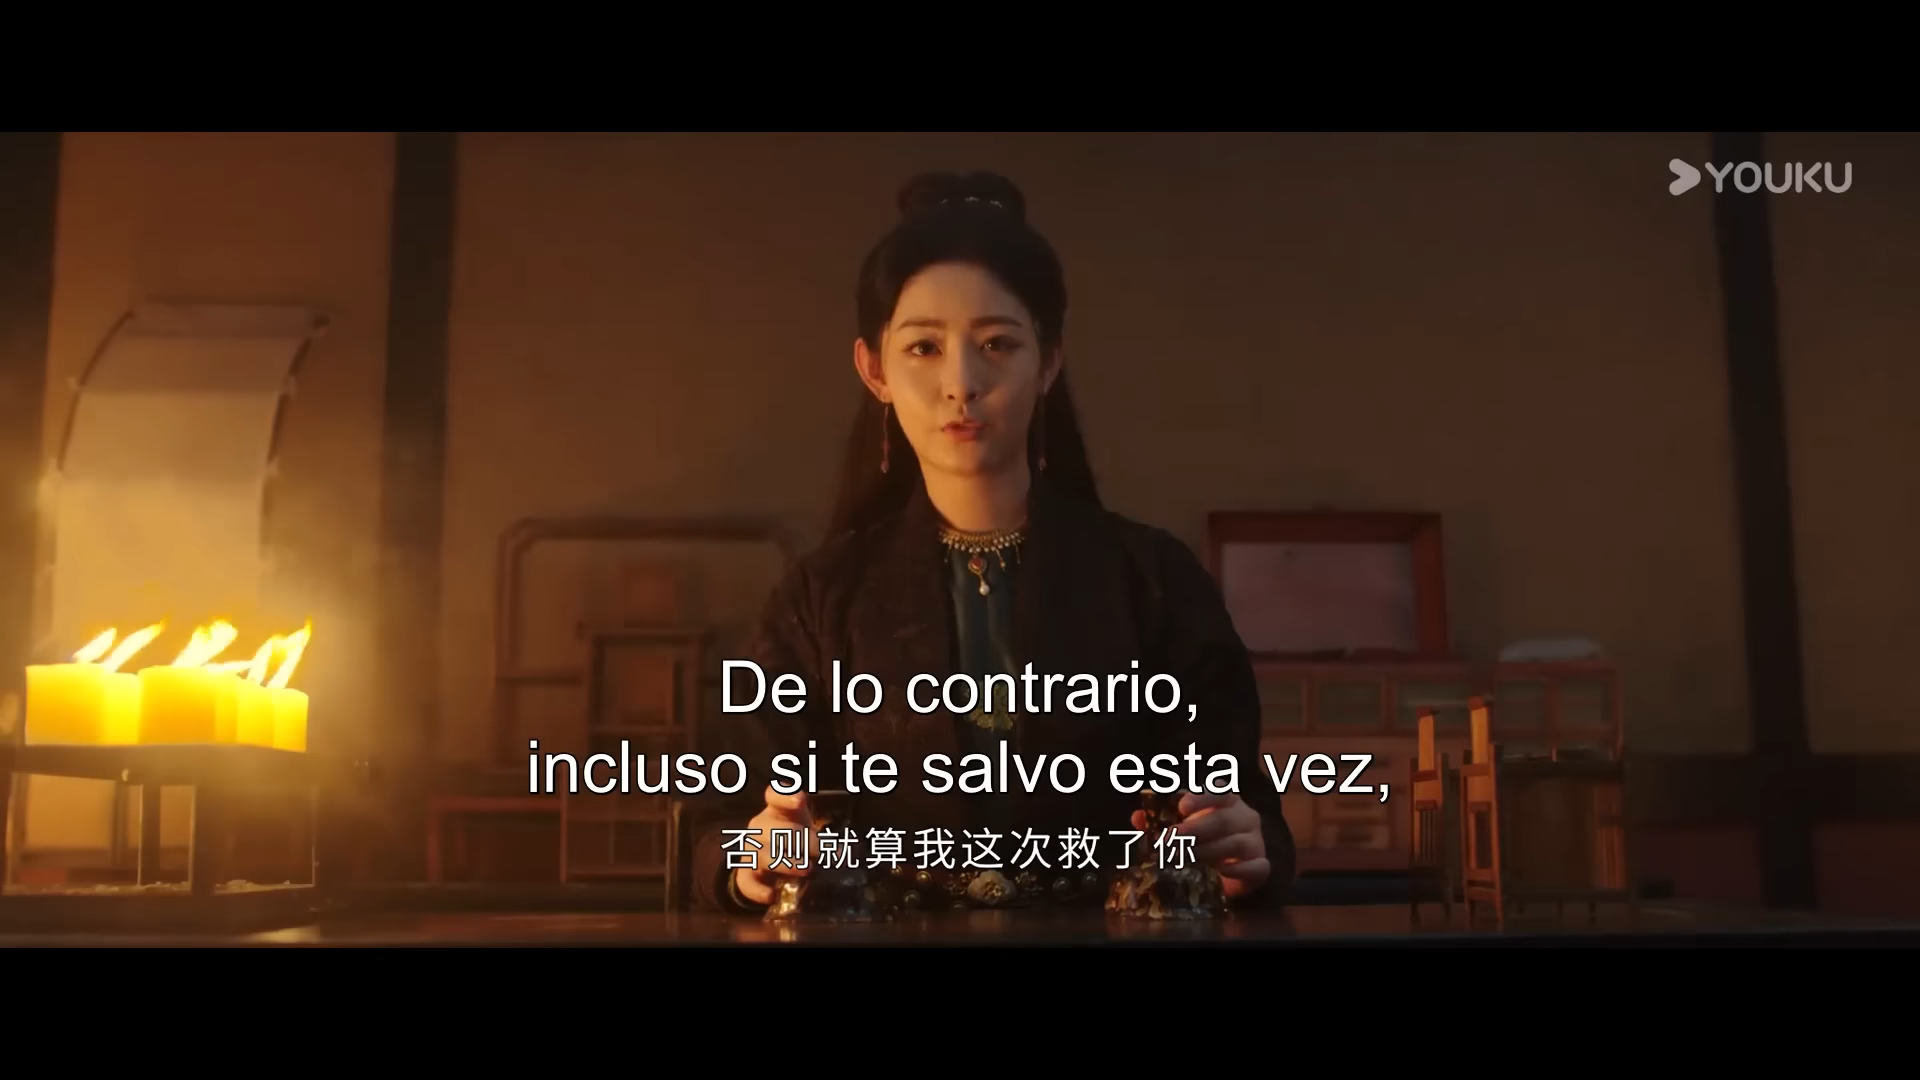 YOUKU
De lo contrario,
incluso si te salvo esta vez,
否则就算我这次救了你